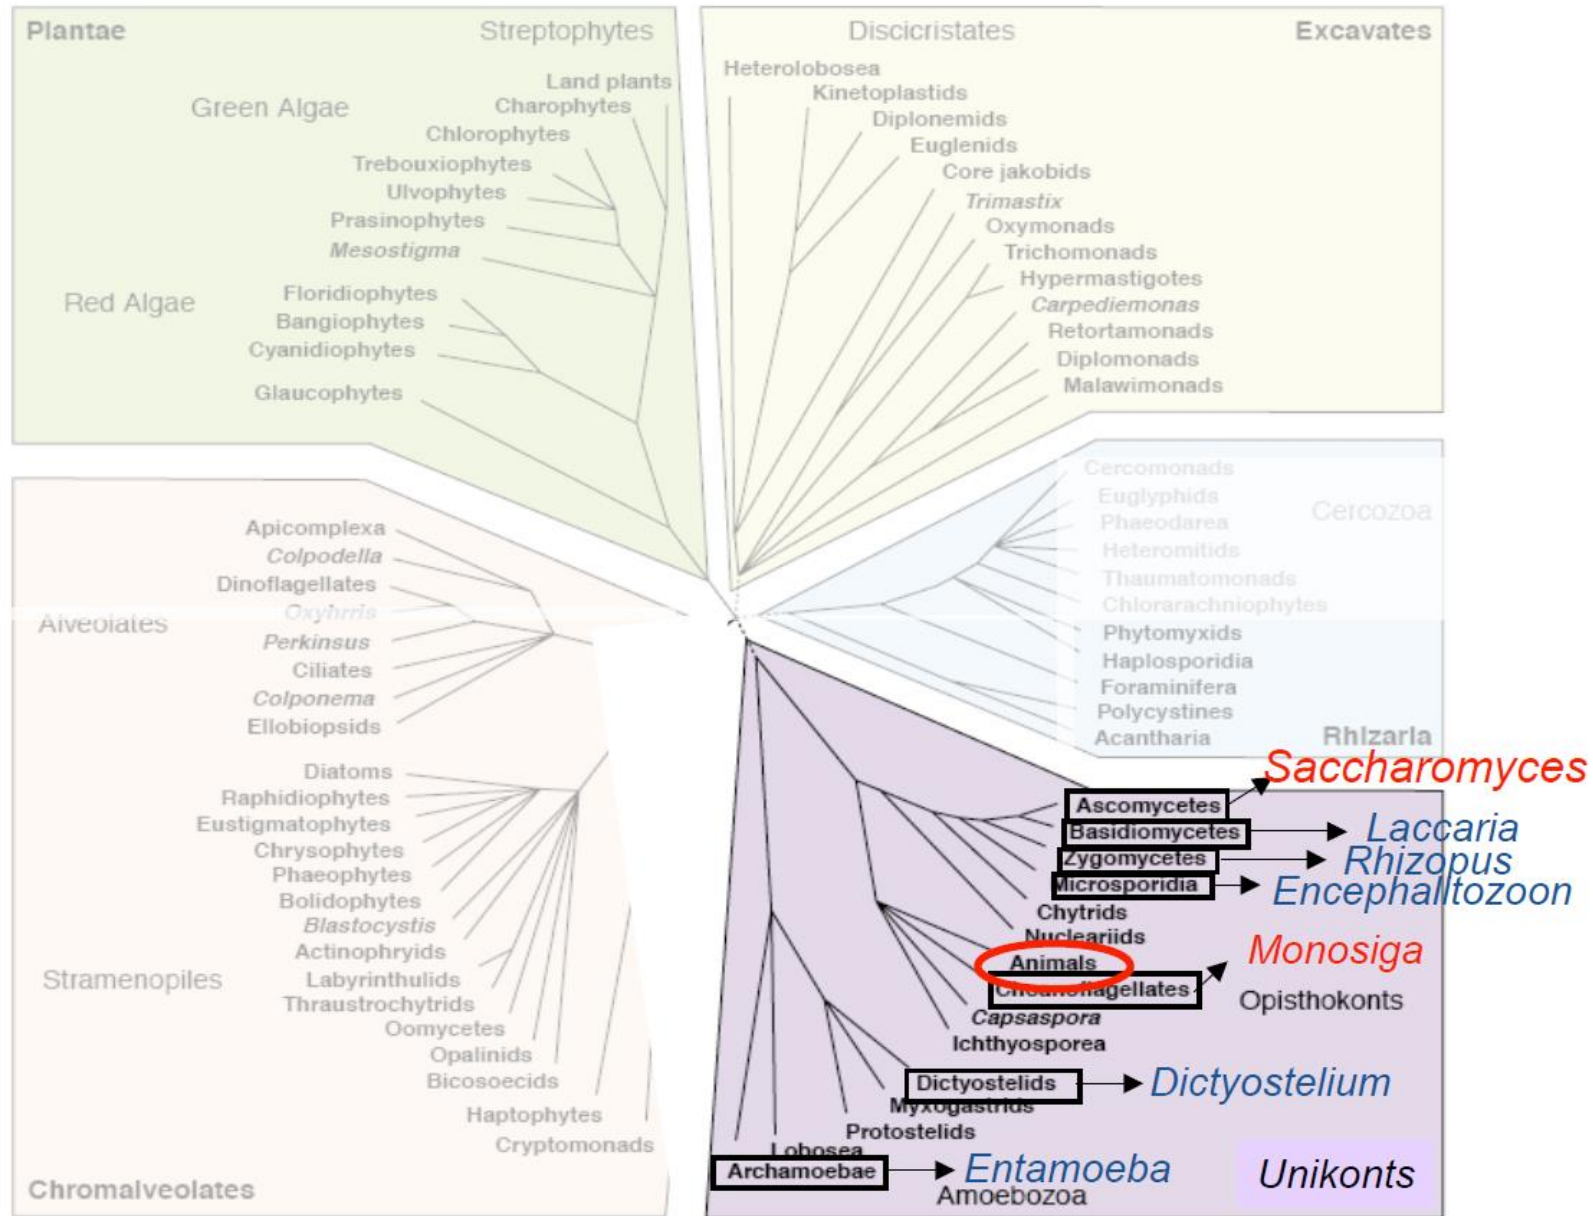 Plantae
Streptophytes
Land plants
Green Algae
Charophytes
Chlorophytes
Trebouxiophytes
Ulvophytes
Prasinophytes
Mesostigma
Red Algae
Floridiophytes
Bangiophytes
Cyanidiophytes
Glaucophytes
Discicristates
Excavates
Heterolobosea
Kinetoplastids
Diplonemids
Euglenids
Core jakobids
Trimastix
Oxymonads
Trichomonads
Hypermastigotes
Carpediemonas
Retortamonads
Diplomonads
Malawimonads
Cercomonads
Euglyphids
Cercozoa
Phaeodarea
Heteromitids
Thaumatomonads
Chlorarachniophytes
Phytomyxids
Haplosporidia
Foraminifera
Polycystines
Acantharia
Rhizaria
Apicomplexa
Colpodella
Dinoflagellates
Oxyhrris
Alveolates
Perkinsus
Ciliates
Colponema
Ellobiopsids
Diatoms
Raphidiophytes
Eustigmatophytes
Chrysophytes
Phaeophytes
Bolidophytes
Blastocystis
Actinophryids
Stramenopiles
Labyrinthulids
Thraustrochytrids
Oomycetes
Opalinids
Bicosoecids
Haptophytes
Cryptomonads
Chromalveolates
Saccharomyces
Ascomycetes
Basidiomycetes Laccaria
Zygomycetes Rhizopus
Microsporidia Encephalitozoon
Chytrids
Nucleariids
Animals Monosiga
Choanoflagellates
Opisthokonts
Capsaspora
Ichthyosporea
Dictyostelids Dictyostelium
Myxogastrids
Protostelids
Lobosea
Archamoebae Entamoeba
Amoebozoa
Unikonts